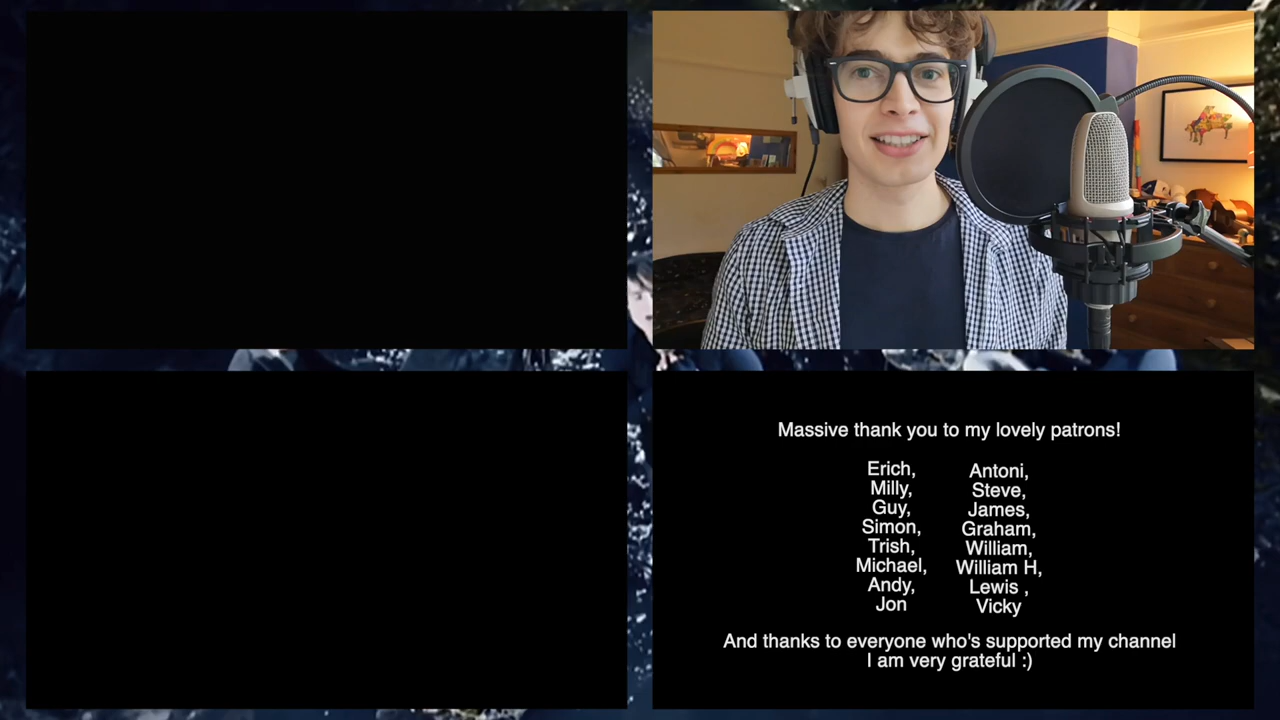 Massive thank you to my lovely patrons!
Erich,
Milly,
Guy,
Simon,
Trish,
Michael,
Andy,
Jon
Antoni,
Steve,
James,
Graham,
William,
William H,
Lewis ,
Vicky
And thanks to everyone who's supported my channel
I am very grateful :)